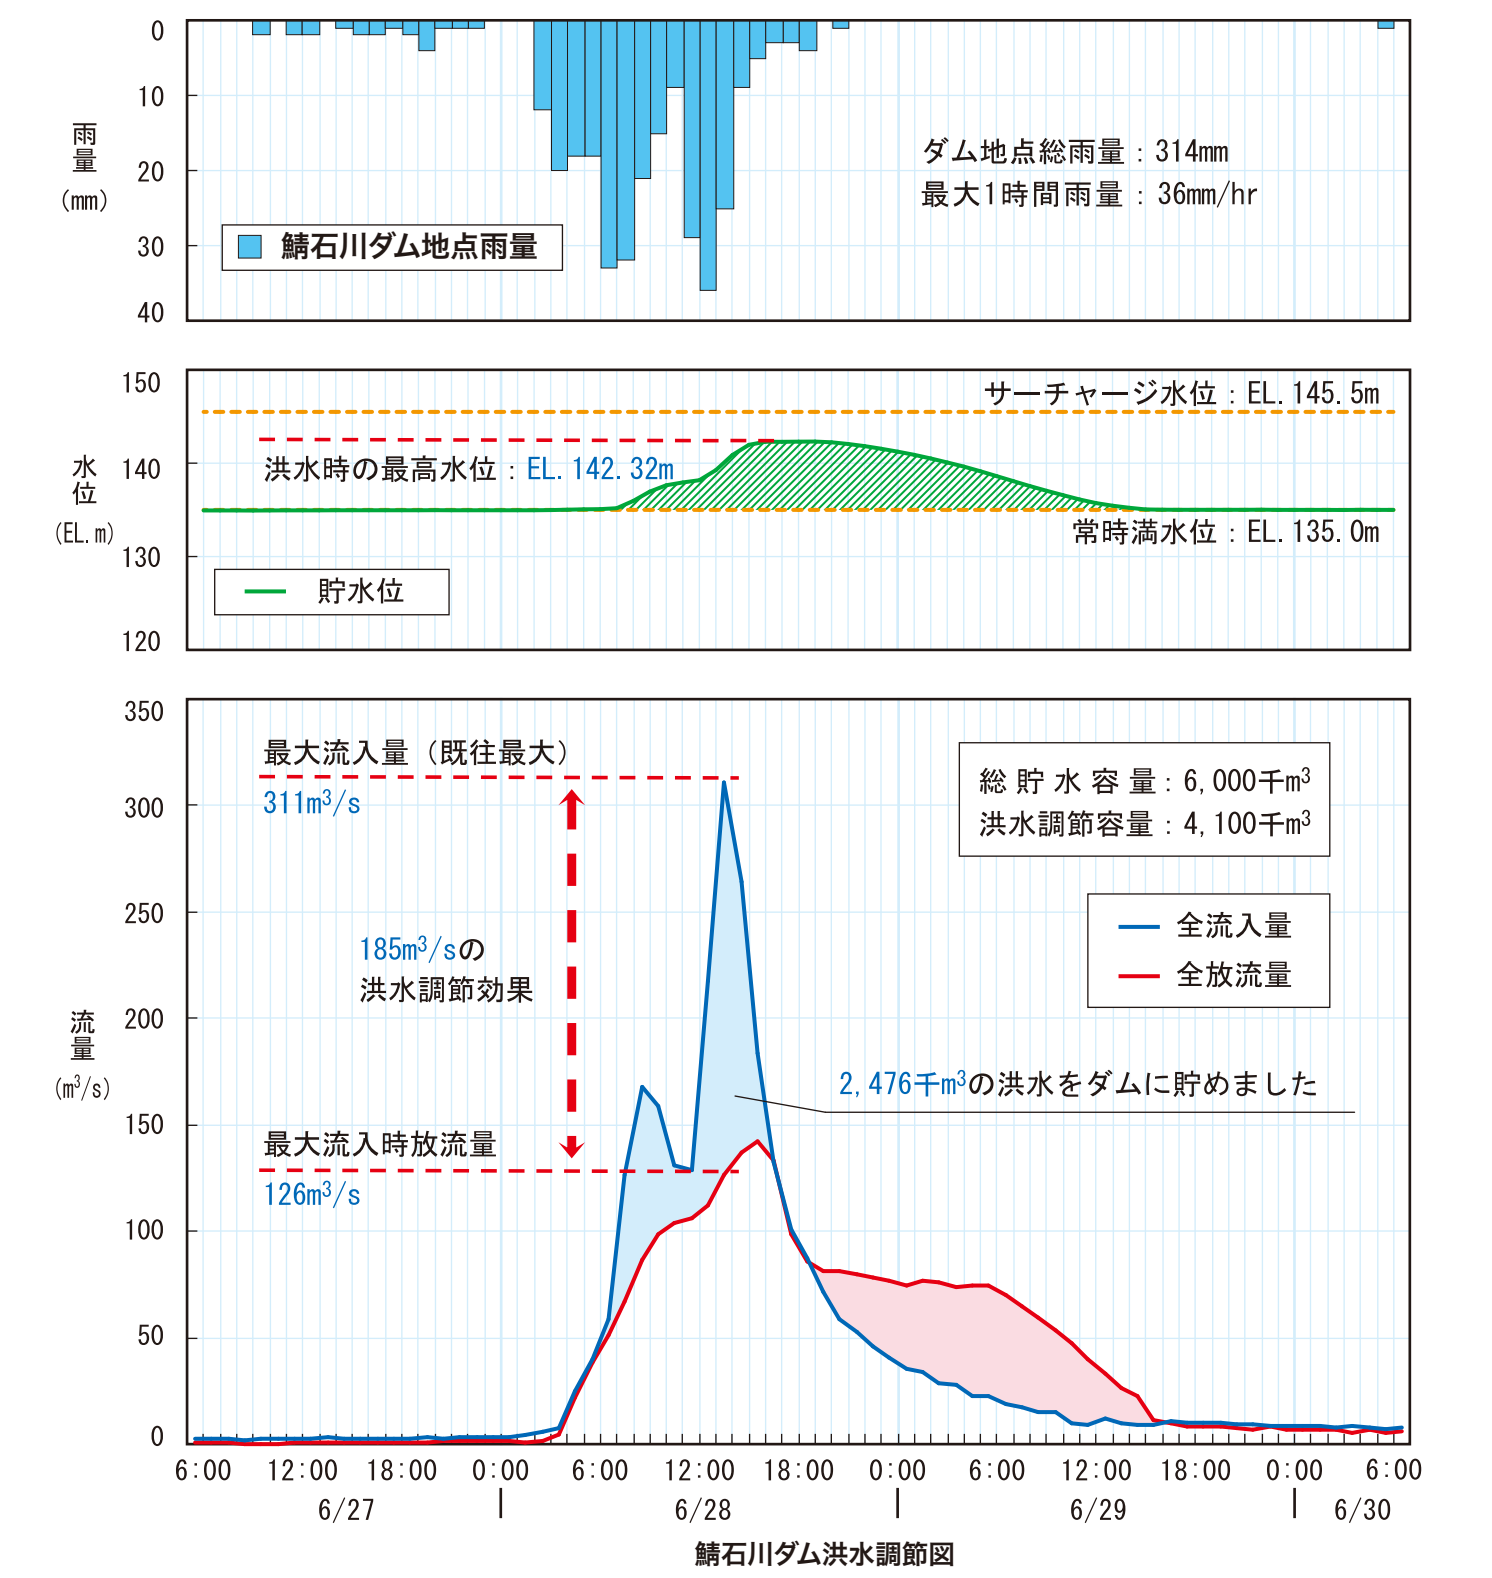 0
10
20
30
40
雨量
(mm)
ダム地点総雨量：314mm
最大1時間雨量：36mm/hr
鯖石川ダム地点雨量
150
140
130
120
水位
(EL.m)
サーチャージ水位：EL.145.5m
洪水時の最高水位：EL.142.32m
常時満水位：EL.135.0m
貯水位
350
300
250
200
150
100
50
0
流量
(m³/s)
最大流入量（既往最大）
311m³/s
総貯水容量：6,000千m³
洪水調節容量：4,100千m³
全流入量
全放流量
185m³/sの
洪水調節効果
2,476千m³の洪水をダムに貯めました
最大流入時放流量
126m³/s
6:00 12:00 18:00 0:00 6:00 12:00 18:00 0:00 6:00 12:00 18:00 0:00 6:00
6/27 6/28 6/29 6/30
鯖石川ダム洪水調節図